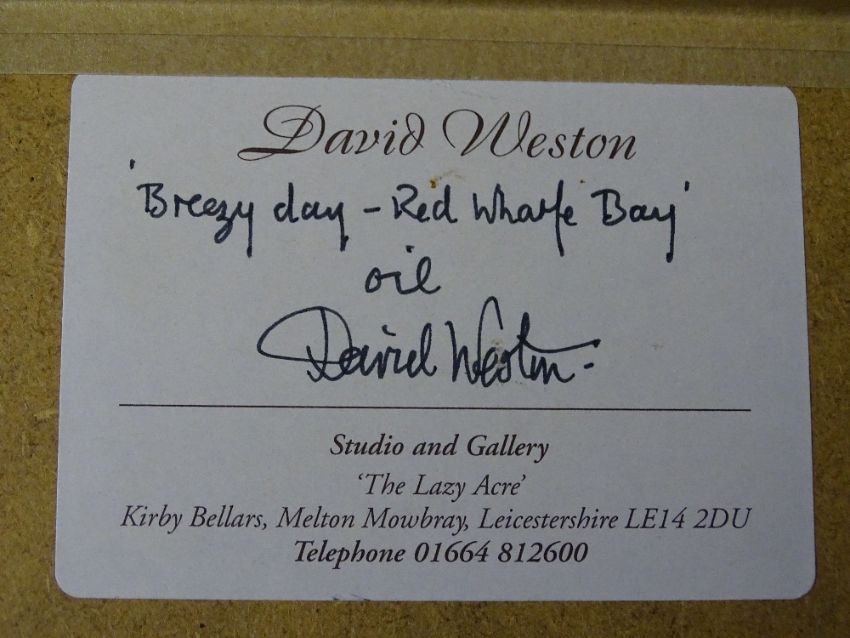 David Weston
'Breezy day - Red Wharfe Bay'
oil
David Weston.
Studio and Gallery
‘The Lazy Acre’
Kirby Bellars, Melton Mowbray, Leicestershire LE14 2DU
Telephone 01664 812600